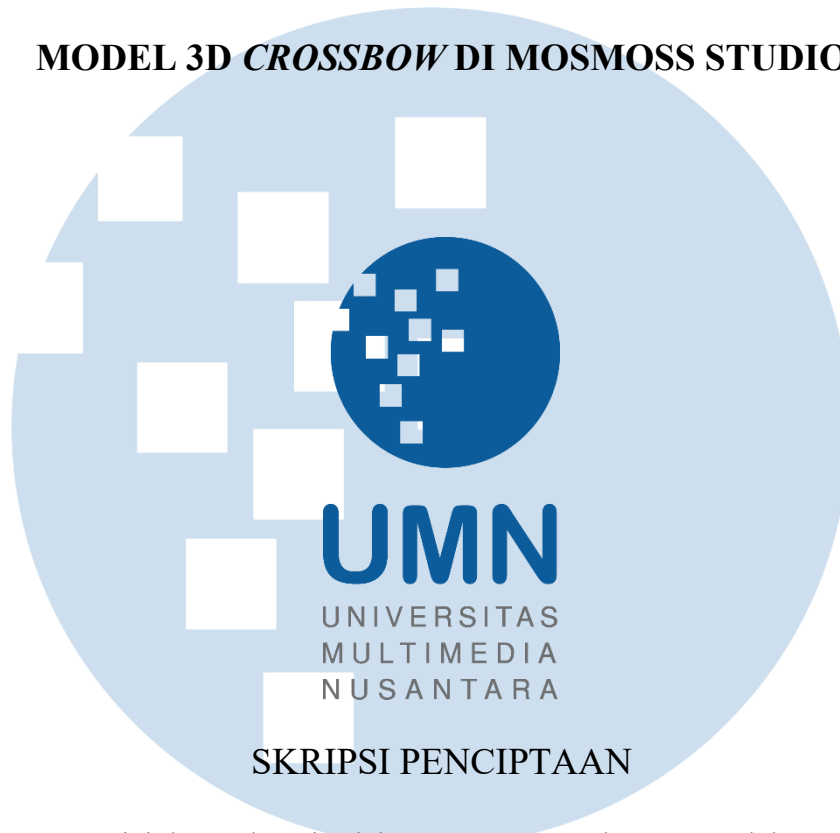 MODEL 3D CROSSBOW DI MOSMOSS STUDIO
UMN
UNIVERSITAS
MULTIMEDIA
NUSANTARA
SKRIPSI PENCIPTAAN